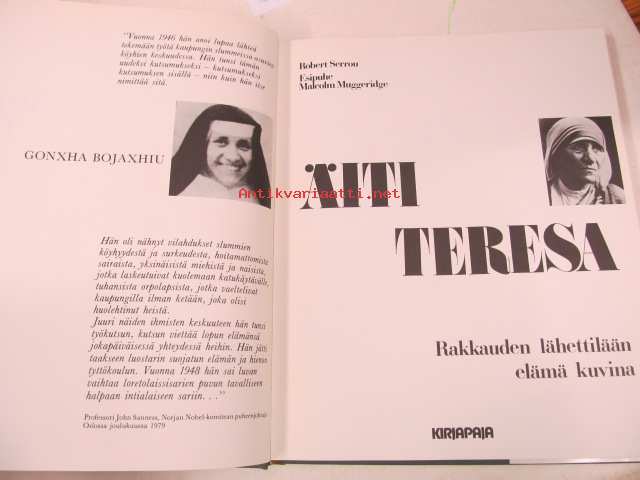 "Vuonna 1946 hän anoi lupaa lähteä
tekemään työtä kaupungin slummeissa
köyhien keskuudessa. Hän tunsi tämän
uudeksi kutsumukseksi — kutsumukseksi
kutsumuksen sisällä — niin kuin hän itse
nimittää sitä.
GONXHA BOJAXHIU
Hän oli nähnyt vilahdukset slummien
köyhyydestä ja surkeudesta, hoitamattomista
sairaista, yksinäisistä miehistä ja naisista,
jotka laskeutuivat kuolemaan katukäytävälle,
tuhansista orpolapsista, jotka vaeltelivat
kaupungilla ilman ketään, joka olisi
huolehtinut heistä.
Juuri näiden ihmisten keskuuteen hän tunsi
työkutsun, kutsun viettää lopun elämänsä
jokapäiväisessä yhteydessä heihin. Hän jätti
taakseen luostarin suojatun elämän ja hienon
tyttökoulun. Vuonna 1948 hän sai luvan
vaihtaa loretolaissisarien puvun tavalliseen
halpaan intialaiseen sariin. . ."
Professori John Sanness, Norjan Nobel-komitean puheenjohtaja
Oslossa joulukuussa 1979
Robert Serrou
Esipuhe
Malcolm Muggeridge
ÄITI
TERESA
Rakkauden lähettilään
elämä kuvina
KIRJAPAJA
Antikvariaatti.net